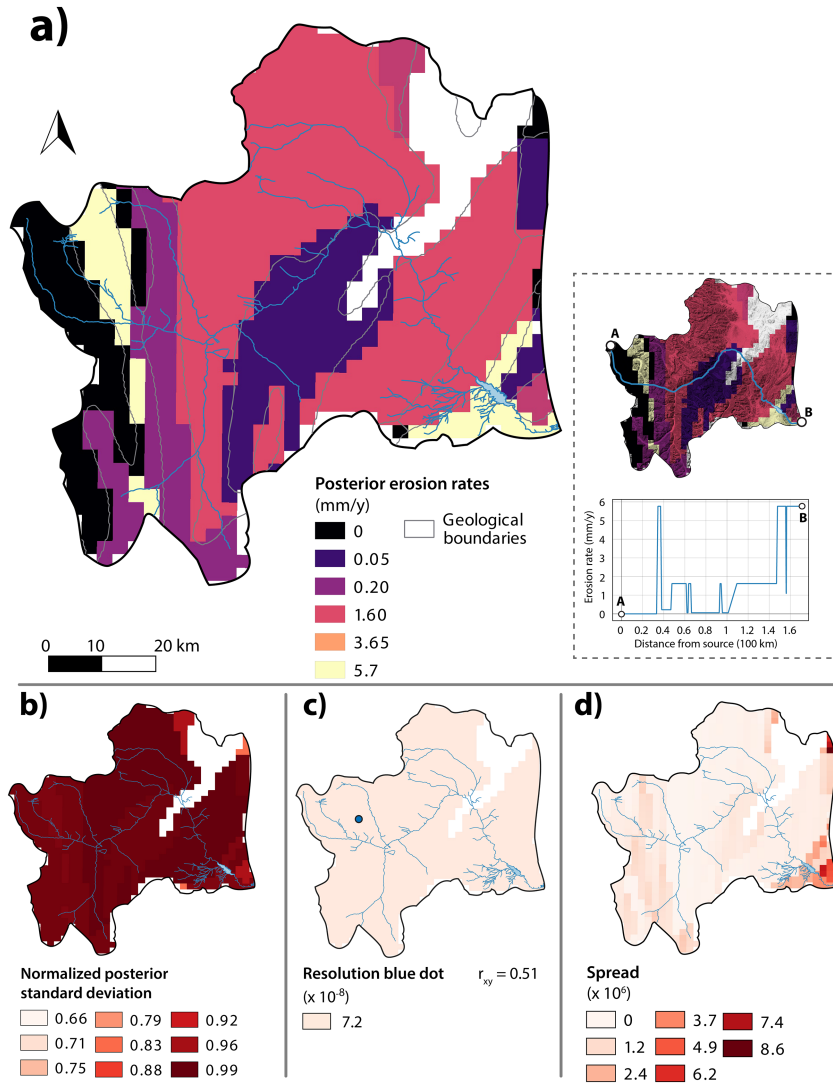 a)
Posterior erosion rates
(mm/y)
0
0.05
0.20
1.60
3.65
5.7
Geological
boundaries
0 10 20 km
A
B
6
5
4
3
2
1
0
Erosion rate (mm/y)
A
B
0 0.2 0.4 0.6 0.8 1 1.2 1.4 1.6
Distance from source (100 km)
b)
Normalized posterior
standard deviation
0.66 0.79 0.92
0.71 0.83 0.96
0.75 0.88 0.99
c)
Resolution blue dot r_xy = 0.51
(x 10⁻⁸)
7.2
d)
Spread
(x 10⁶)
0 3.7 7.4
1.2 4.9 8.6
2.4 6.2